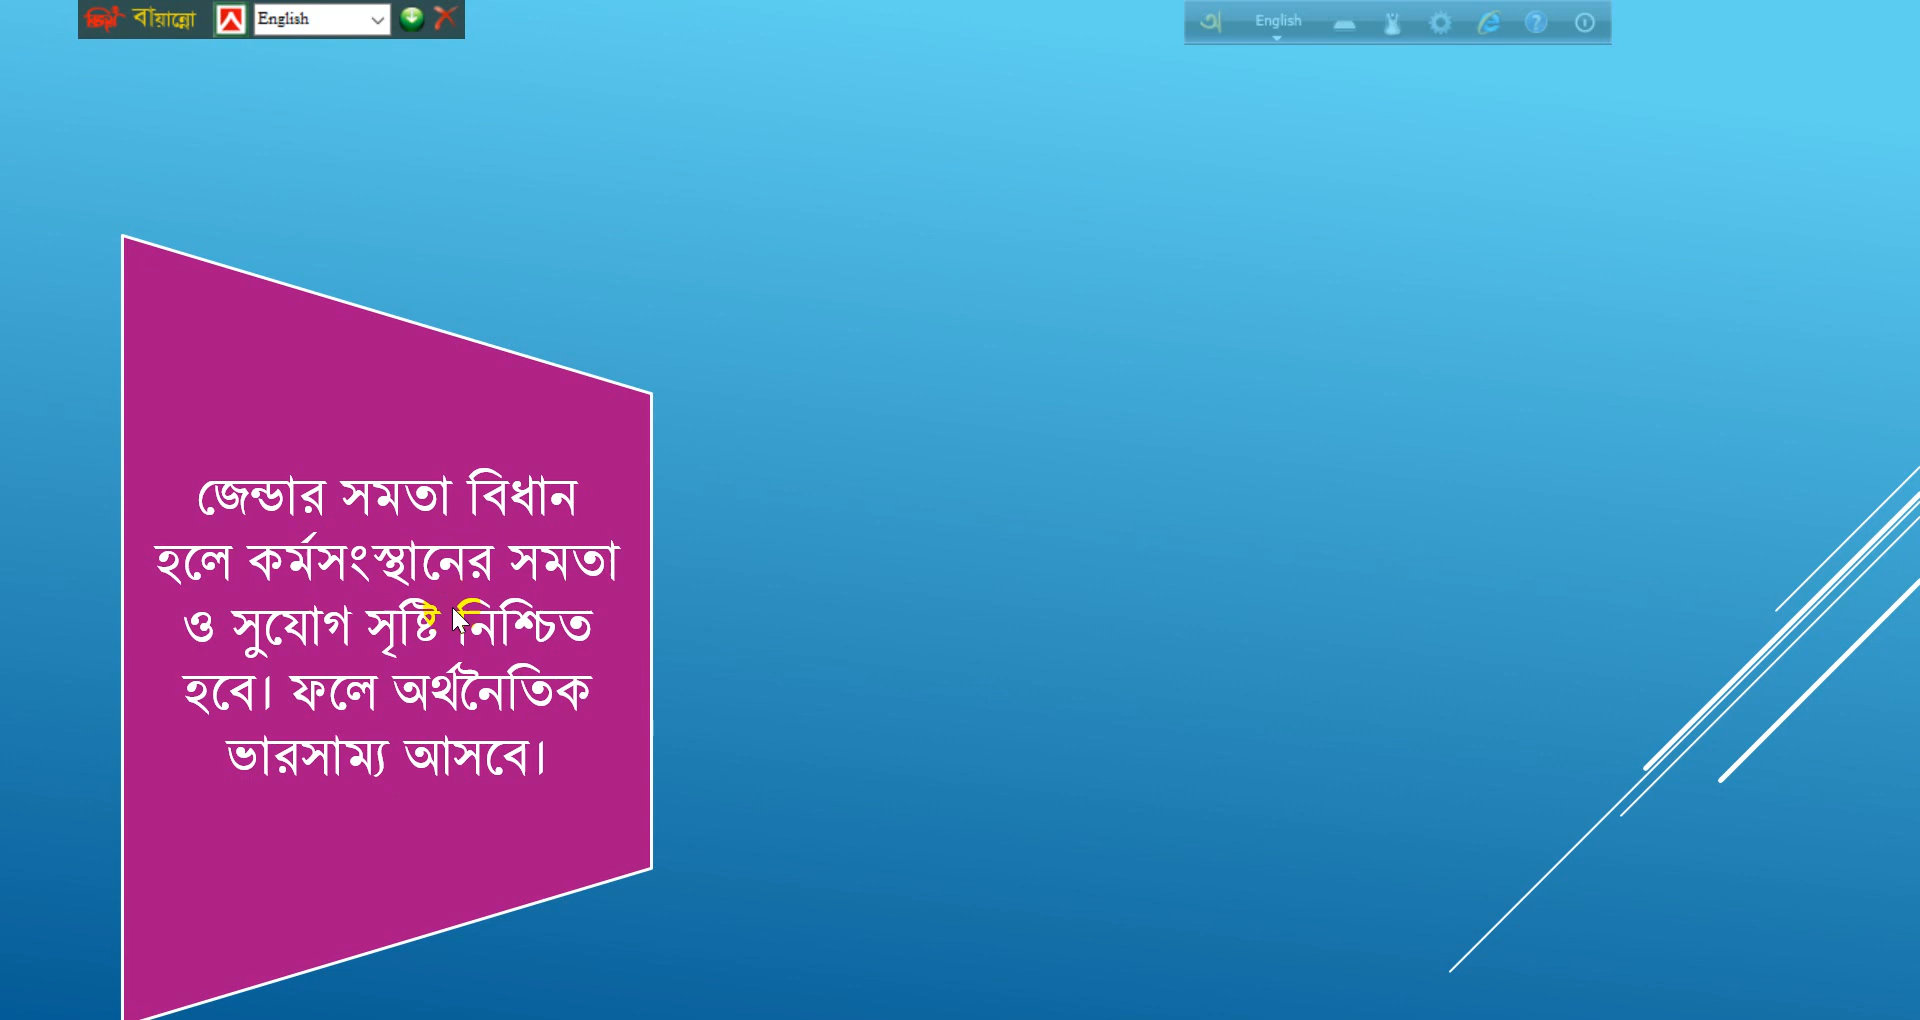 বায়ান্নো
English
অ English
জেন্ডার সমতা বিধান
হলে কর্মসংস্থানের সমতা
ও সুযোগ সৃষ্টি নিশ্চিত
হবে। ফলে অর্থনৈতিক
ভারসাম্য আসবে।